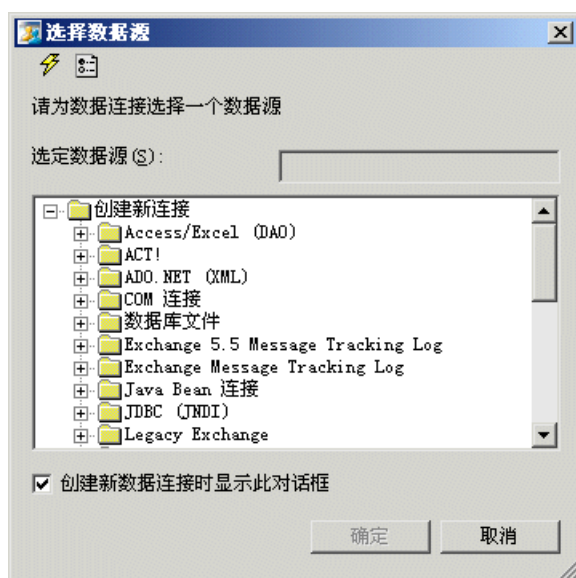 选择数据源
请为数据连接选择一个数据源
选定数据源(S):
创建新连接
Access/Excel (DAO)
ACT!
ADO.NET (XML)
COM 连接
数据库文件
Exchange 5.5 Message Tracking Log
Exchange Message Tracking Log
Java Bean 连接
JDBC (JNDI)
Legacy Exchange
创建新数据连接时显示此对话框
确定 取消